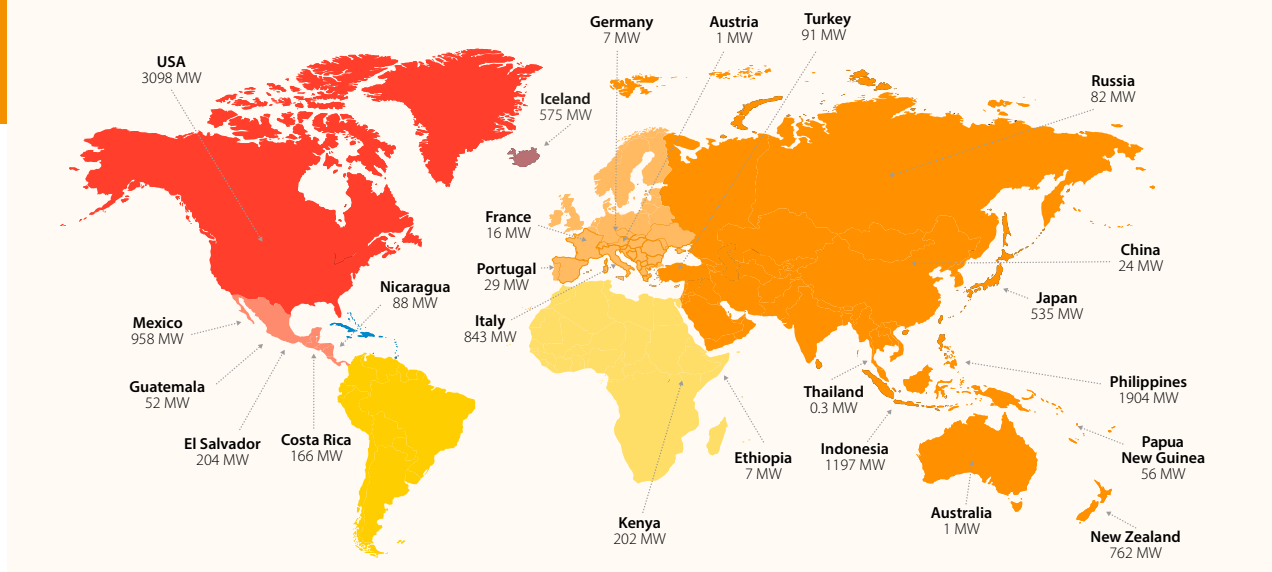 Germany
7 MW
Austria
1 MW
Turkey
91 MW
USA
3098 MW
Russia
82 MW
Iceland
575 MW
France
16 MW
China
24 MW
Portugal
29 MW
Nicaragua
88 MW
Japan
535 MW
Mexico
958 MW
Italy
843 MW
Guatemala
52 MW
Thailand
0.3 MW
Philippines
1904 MW
El Salvador
204 MW
Costa Rica
166 MW
Ethiopia
7 MW
Indonesia
1197 MW
Papua
New Guinea
56 MW
Kenya
202 MW
Australia
1 MW
New Zealand
762 MW